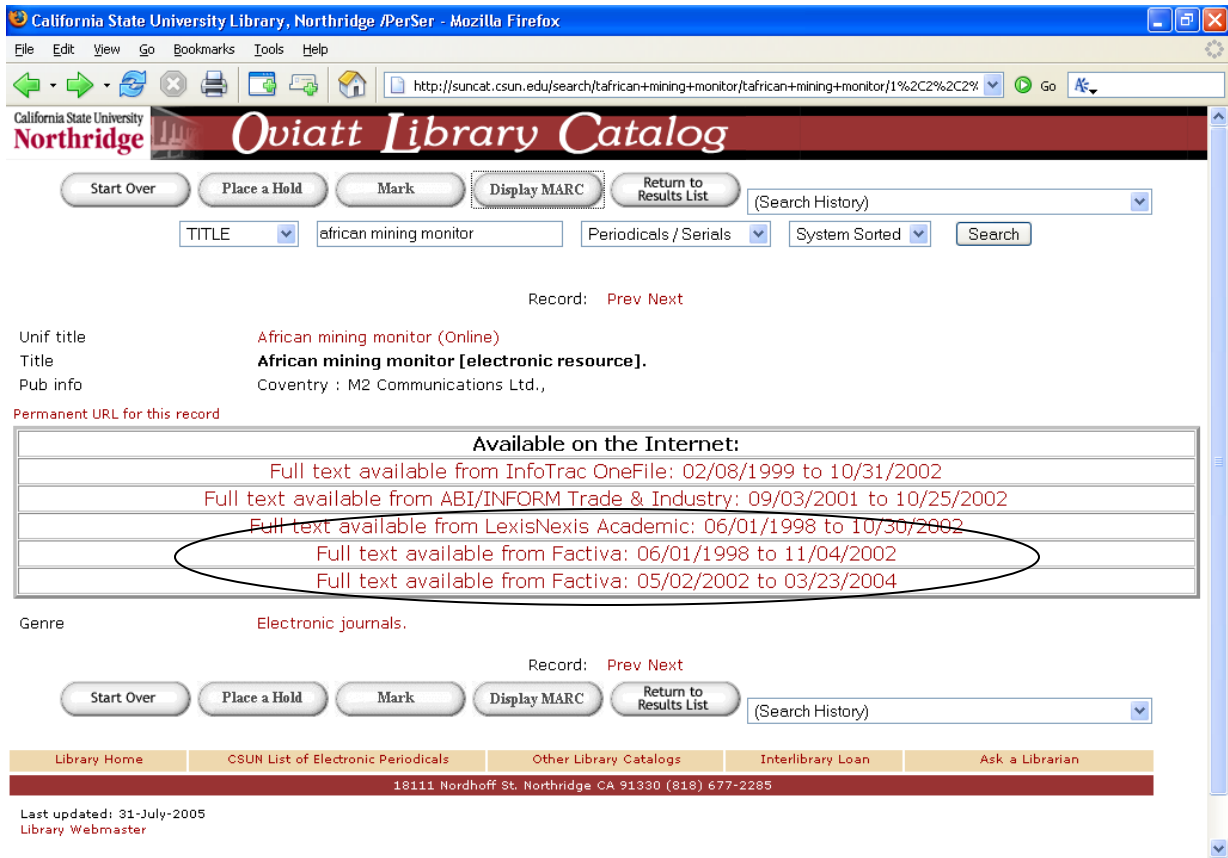 California State University Library, Northridge /PerSer - Mozilla Firefox
File Edit View Go Bookmarks Tools Help
http://suncat.csun.edu/search/tafrican+mining+monitor/tafrican+mining+monitor/1%2C2%2C2% Go
California State University
Northridge
Oviatt Library Catalog
Start Over Place a Hold Mark Display MARC Return to Results List (Search History)
TITLE african mining monitor Periodicals / Serials System Sorted Search
Record: Prev Next
Unif title African mining monitor (Online)
Title African mining monitor [electronic resource].
Pub info Coventry : M2 Communications Ltd.,
Permanent URL for this record
Available on the Internet:
Full text available from InfoTrac OneFile: 02/08/1999 to 10/31/2002
Full text available from ABI/INFORM Trade & Industry: 09/03/2001 to 10/25/2002
Full text available from LexisNexis Academic: 06/01/1998 to 10/30/2002
Full text available from Factiva: 06/01/1998 to 11/04/2002
Full text available from Factiva: 05/02/2002 to 03/23/2004
Genre Electronic journals.
Record: Prev Next
Start Over Place a Hold Mark Display MARC Return to Results List (Search History)
Library Home CSUN List of Electronic Periodicals Other Library Catalogs Interlibrary Loan Ask a Librarian
18111 Nordhoff St. Northridge CA 91330 (818) 677-2285
Last updated: 31-July-2005
Library Webmaster